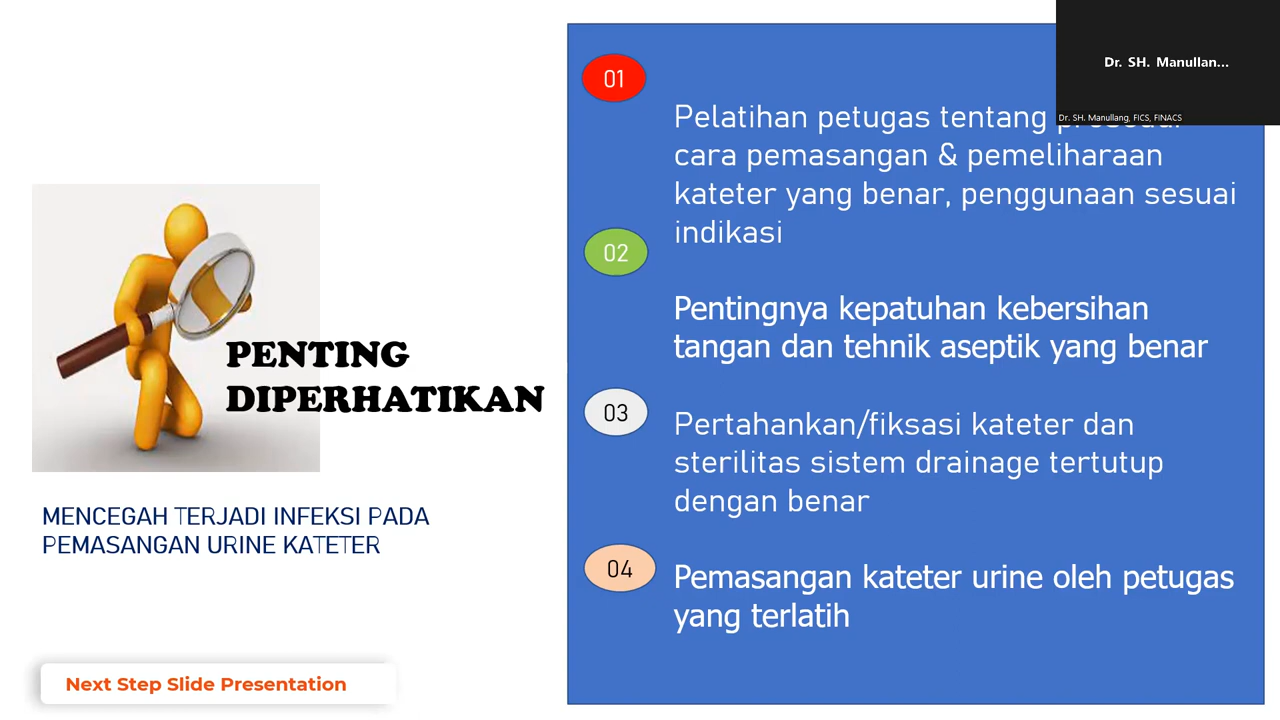 PENTING
DIPERHATIKAN
MENCEGAH TERJADI INFEKSI PADA
PEMASANGAN URINE KATETER
Next Step Slide Presentation
01
Pelatihan petugas tentang
cara pemasangan & pemeliharaan
kateter yang benar, penggunaan sesuai
indikasi
02
Pentingnya kepatuhan kebersihan
tangan dan tehnik aseptik yang benar
03
Pertahankan/fiksasi kateter dan
sterilitas sistem drainage tertutup
dengan benar
04
Pemasangan kateter urine oleh petugas
yang terlatih
Dr. SH. Manullan...
Dr. SH. Manullang, FICS, FINACS